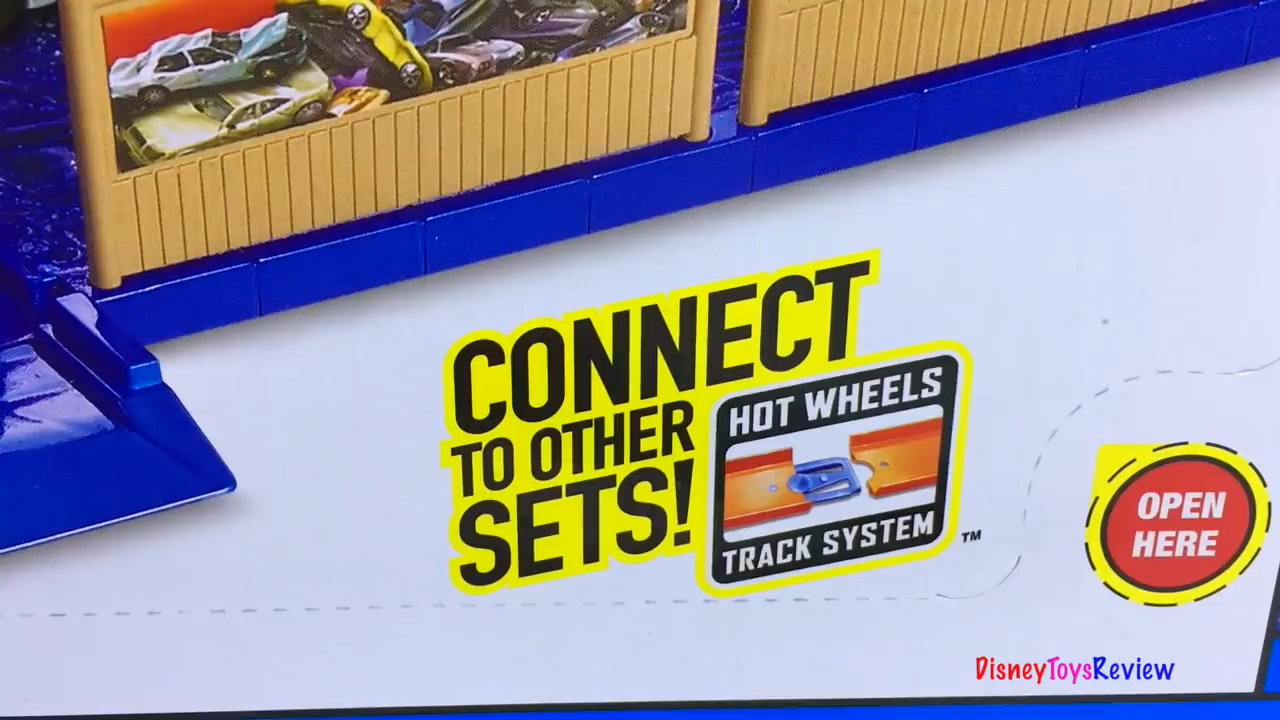 CONNECT
TO OTHER
SETS!
HOT WHEELS
TRACK SYSTEM
™
OPEN
HERE
DisneyToysReview